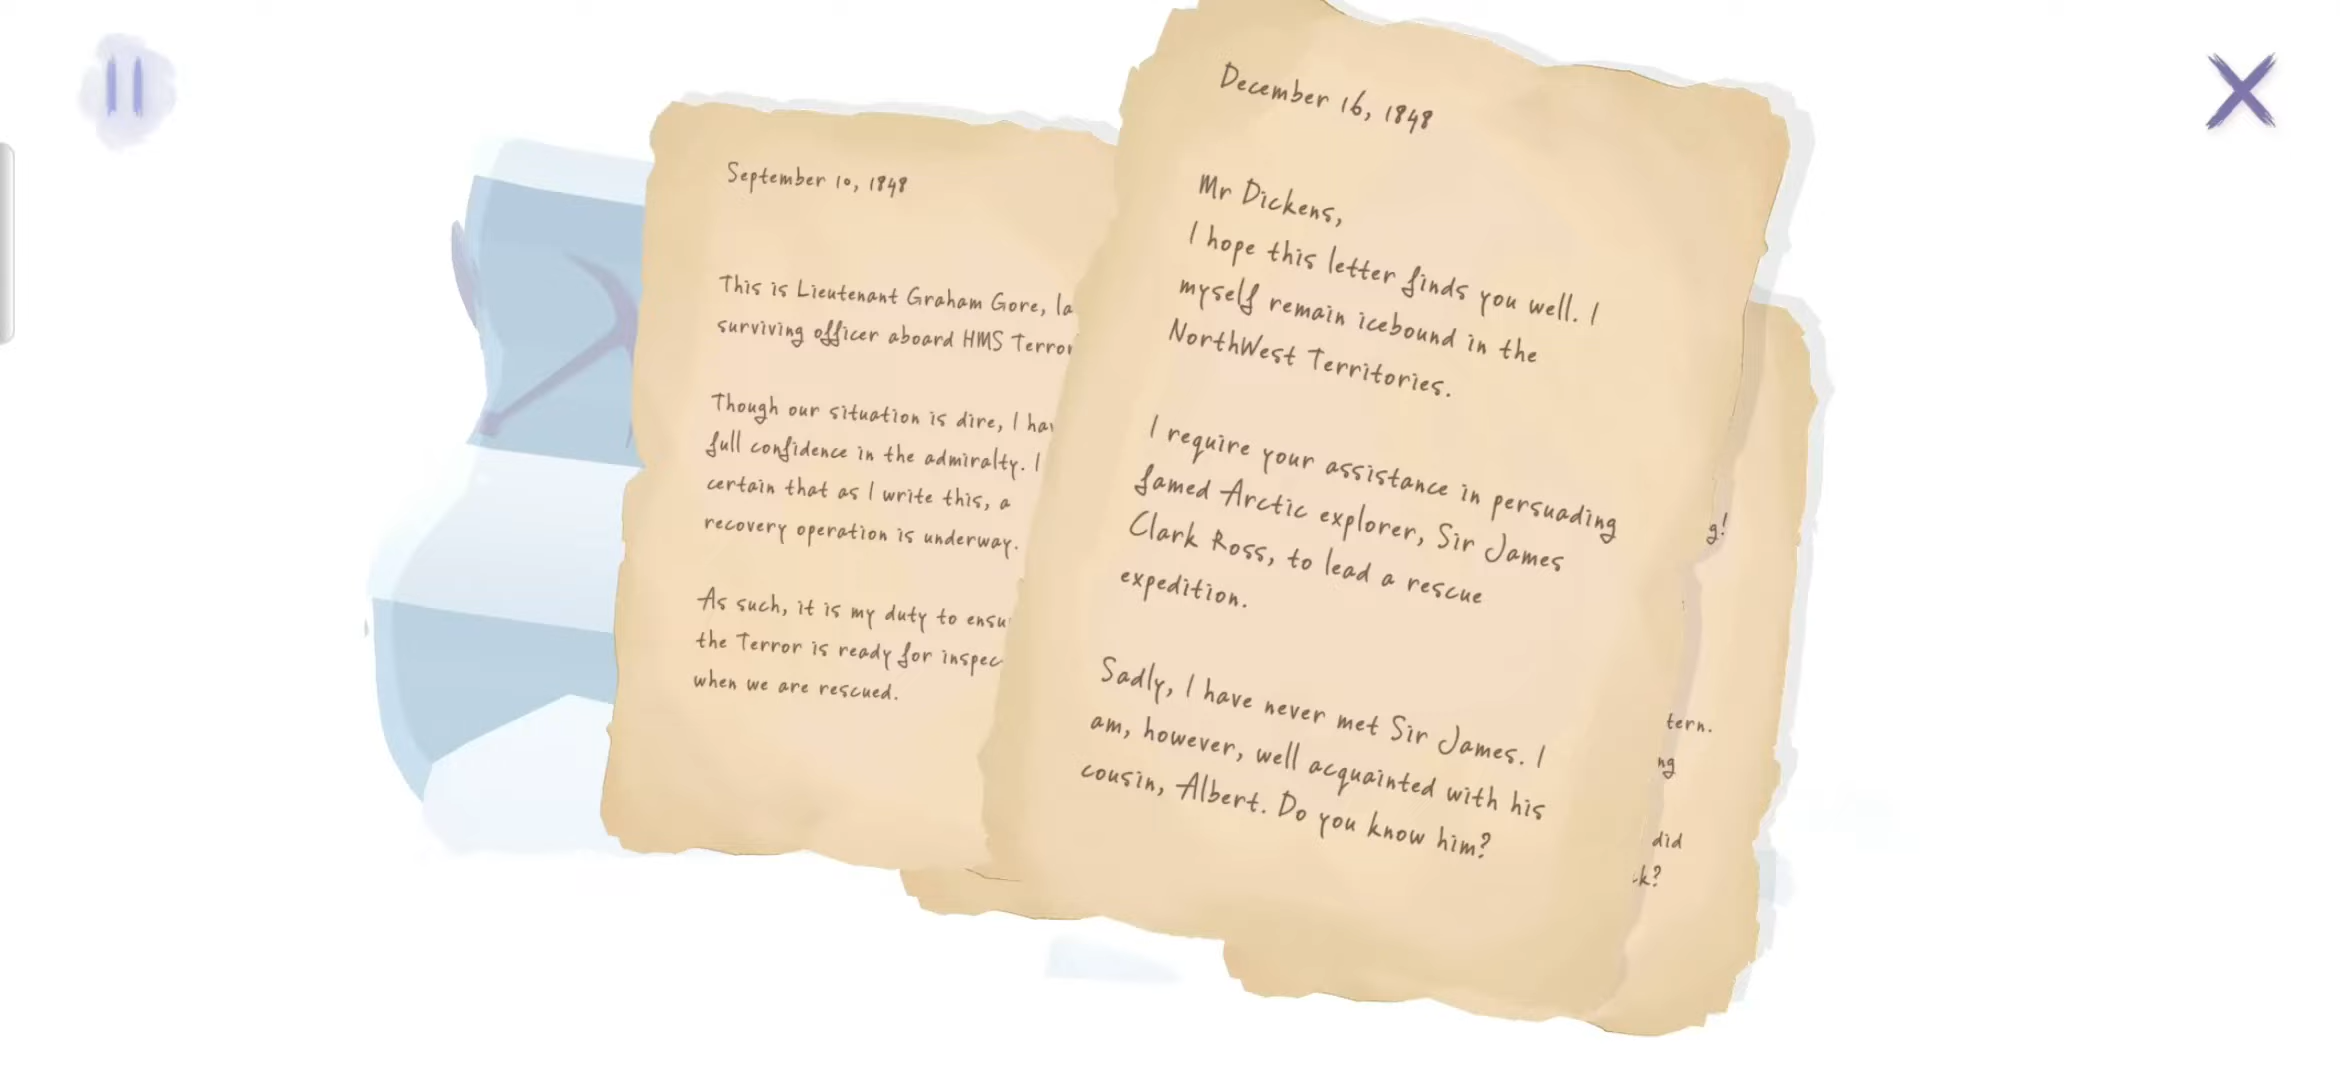 September 10, 1848
This is Lieutenant Graham Gore,
surviving officer aboard HMS Terror
Though our situation is dire, I
full confidence in the admiralty. I
certain that as I write this, a
recovery operation is underway.
As such, it is my duty to
the Terror is ready for
when we are rescued.
December 16, 1848
Mr Dickens,
I hope this letter finds you well. I
myself remain icebound in the
NorthWest Territories.
I require your assistance in persuading
famed Arctic explorer, Sir James
Clark Ross, to lead a rescue
expedition.
Sadly, I have never met Sir James. I
am, however, well acquainted with his
cousin, Albert. Do you know him?
did